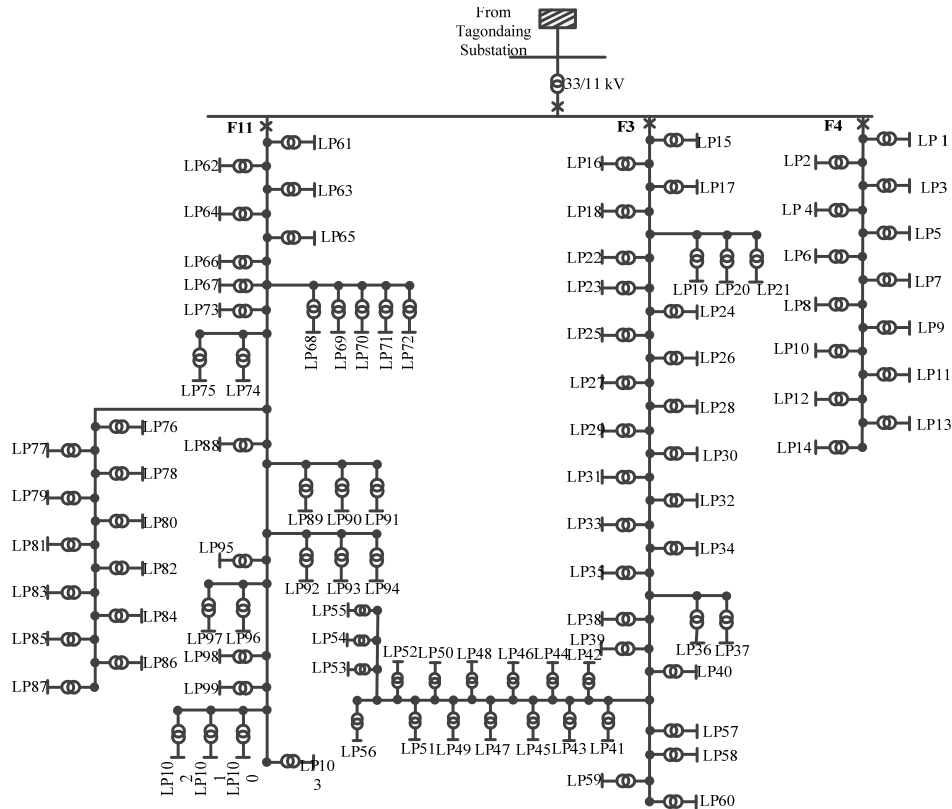 From
Tagondaing
Substation
33/11 kV
F11
F3
F4
LP61
LP62
LP63
LP64
LP65
LP66
LP67
LP73
LP68
LP69
LP70
LP71
LP72
LP75
LP74
LP76
LP77
LP78
LP79
LP80
LP81
LP82
LP83
LP84
LP85
LP86
LP87
LP88
LP89
LP90
LP91
LP92
LP93
LP94
LP95
LP97
LP96
LP98
LP99
LP10
2
LP10
1
LP10
0
LP10
3
LP15
LP16
LP17
LP18
LP19
LP20
LP21
LP22
LP23
LP24
LP25
LP26
LP27
LP28
LP29
LP30
LP31
LP32
LP33
LP34
LP35
LP36
LP37
LP38
LP39
LP40
LP55
LP54
LP53
LP52
LP50
LP48
LP46
LP44
LP42
LP56
LP51
LP49
LP47
LP45
LP43
LP41
LP57
LP58
LP59
LP60
LP 1
LP2
LP3
LP 4
LP5
LP6
LP7
LP8
LP9
LP10
LP11
LP12
LP13
LP14